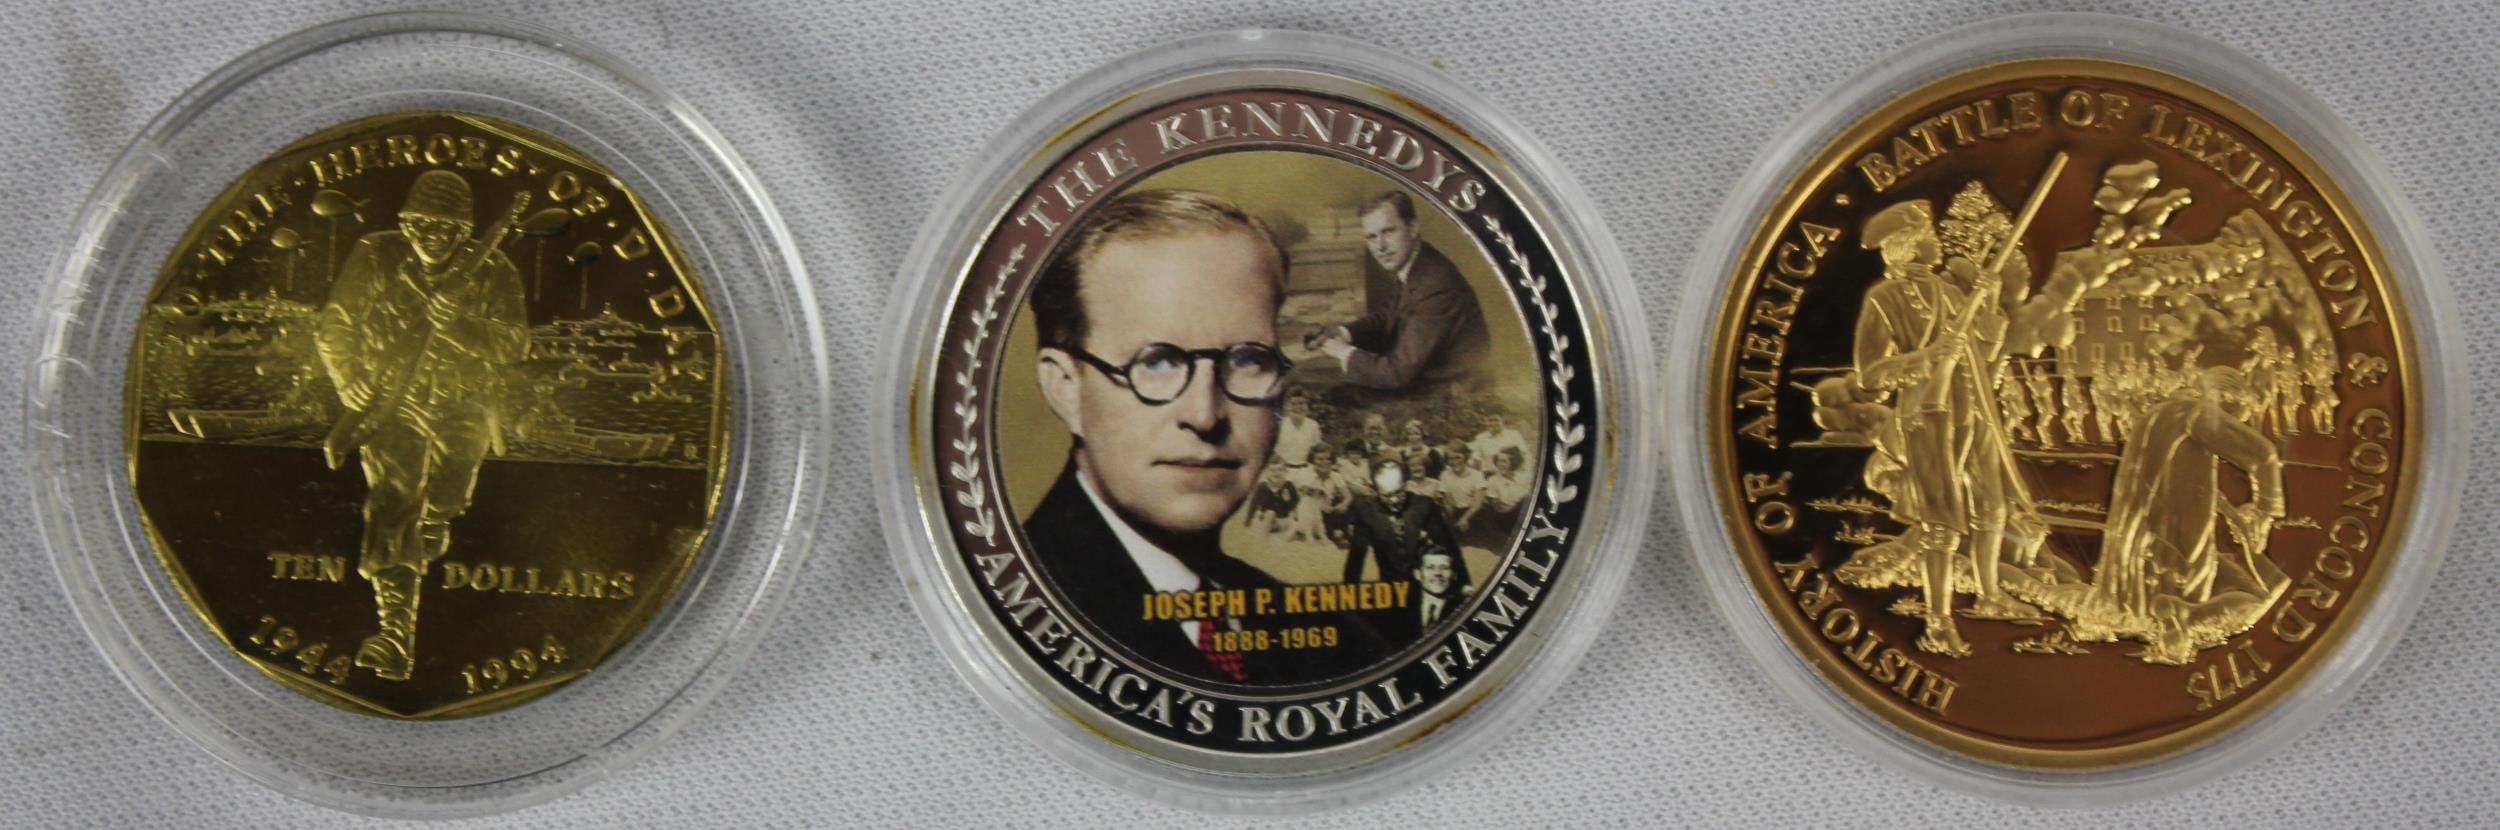 TO · THE · HEROES · OF · D · DAY
TEN DOLLARS
1944 1994
THE KENNEDYS
JOSEPH P. KENNEDY
1888-1969
AMERICA'S ROYAL FAMILY
HISTORY OF AMERICA · BATTLE OF LEXINGTON & CONCORD 1775